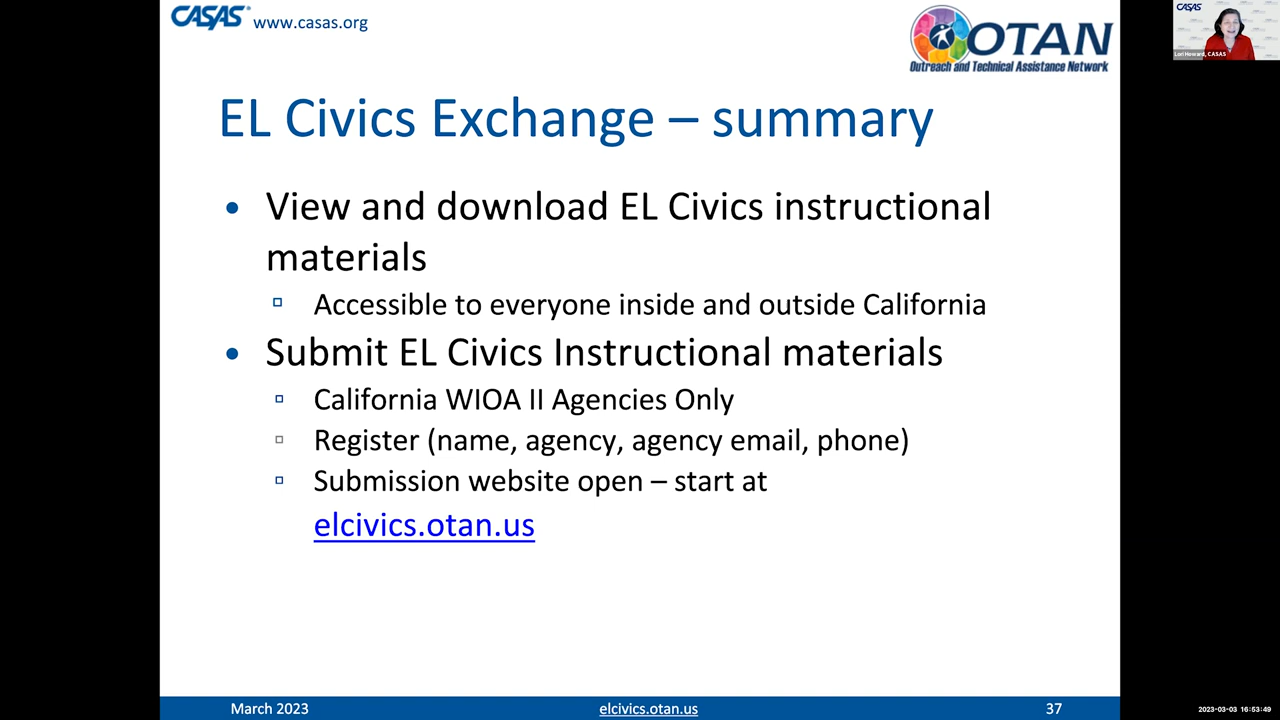 CASAS® www.casas.org
OTAN
Outreach and Technical Assistance Network
CASAS
Lori Howard, CASAS
EL Civics Exchange – summary
• View and download EL Civics instructional
materials
Accessible to everyone inside and outside California
• Submit EL Civics Instructional materials
California WIOA II Agencies Only
Register (name, agency, agency email, phone)
Submission website open – start at
elcivics.otan.us
March 2023
elcivics.otan.us
37
2023-03-03 16:53:49